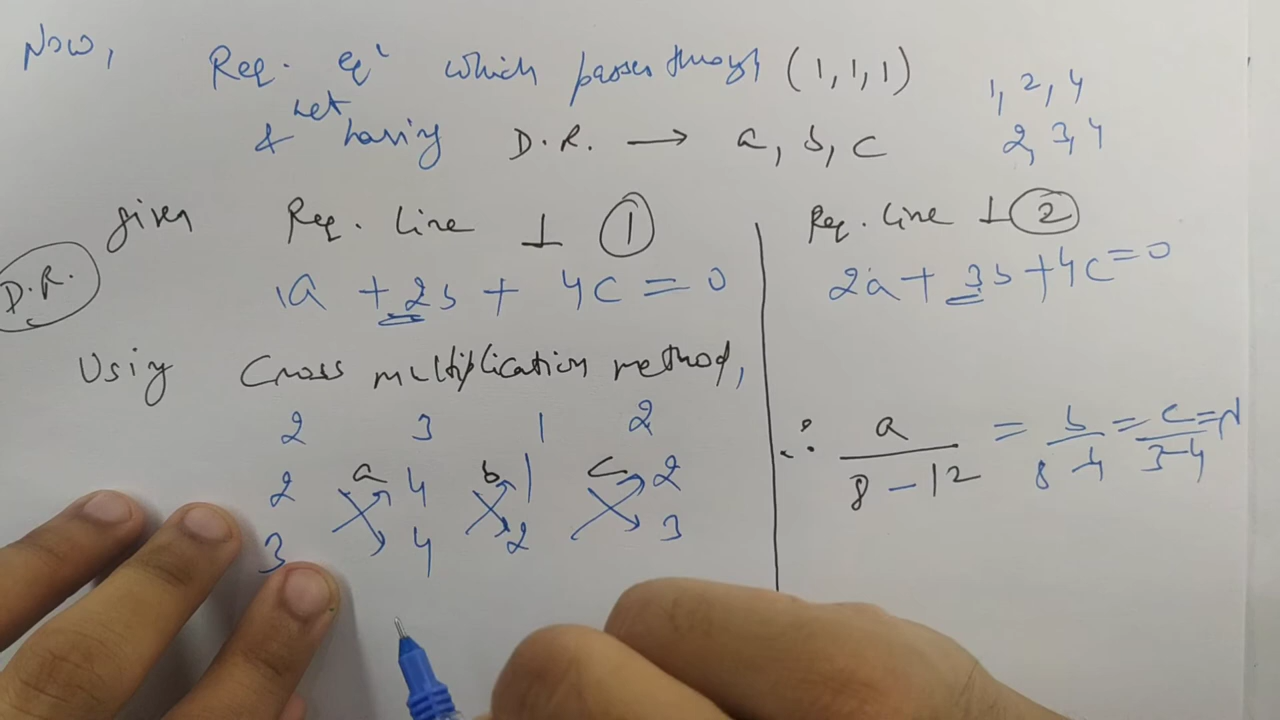 Now,
Req. eqn which passes through (1, 1, 1)
& let having D.R. → a, b, c
1, 2, 4
2, 3, 4
given Req. line ⊥ ①
D.R.
1a + 2b + 4c = 0
Req. line ⊥ ②
2a + 3b + 4c = 0
Using Cross multiplication method,
2 3 1 2
2 a 4 b 1 c 2
3 4 2 3
∴ a/(8 - 12) = b/(8 - 4) = c/(3 - 4) = λ